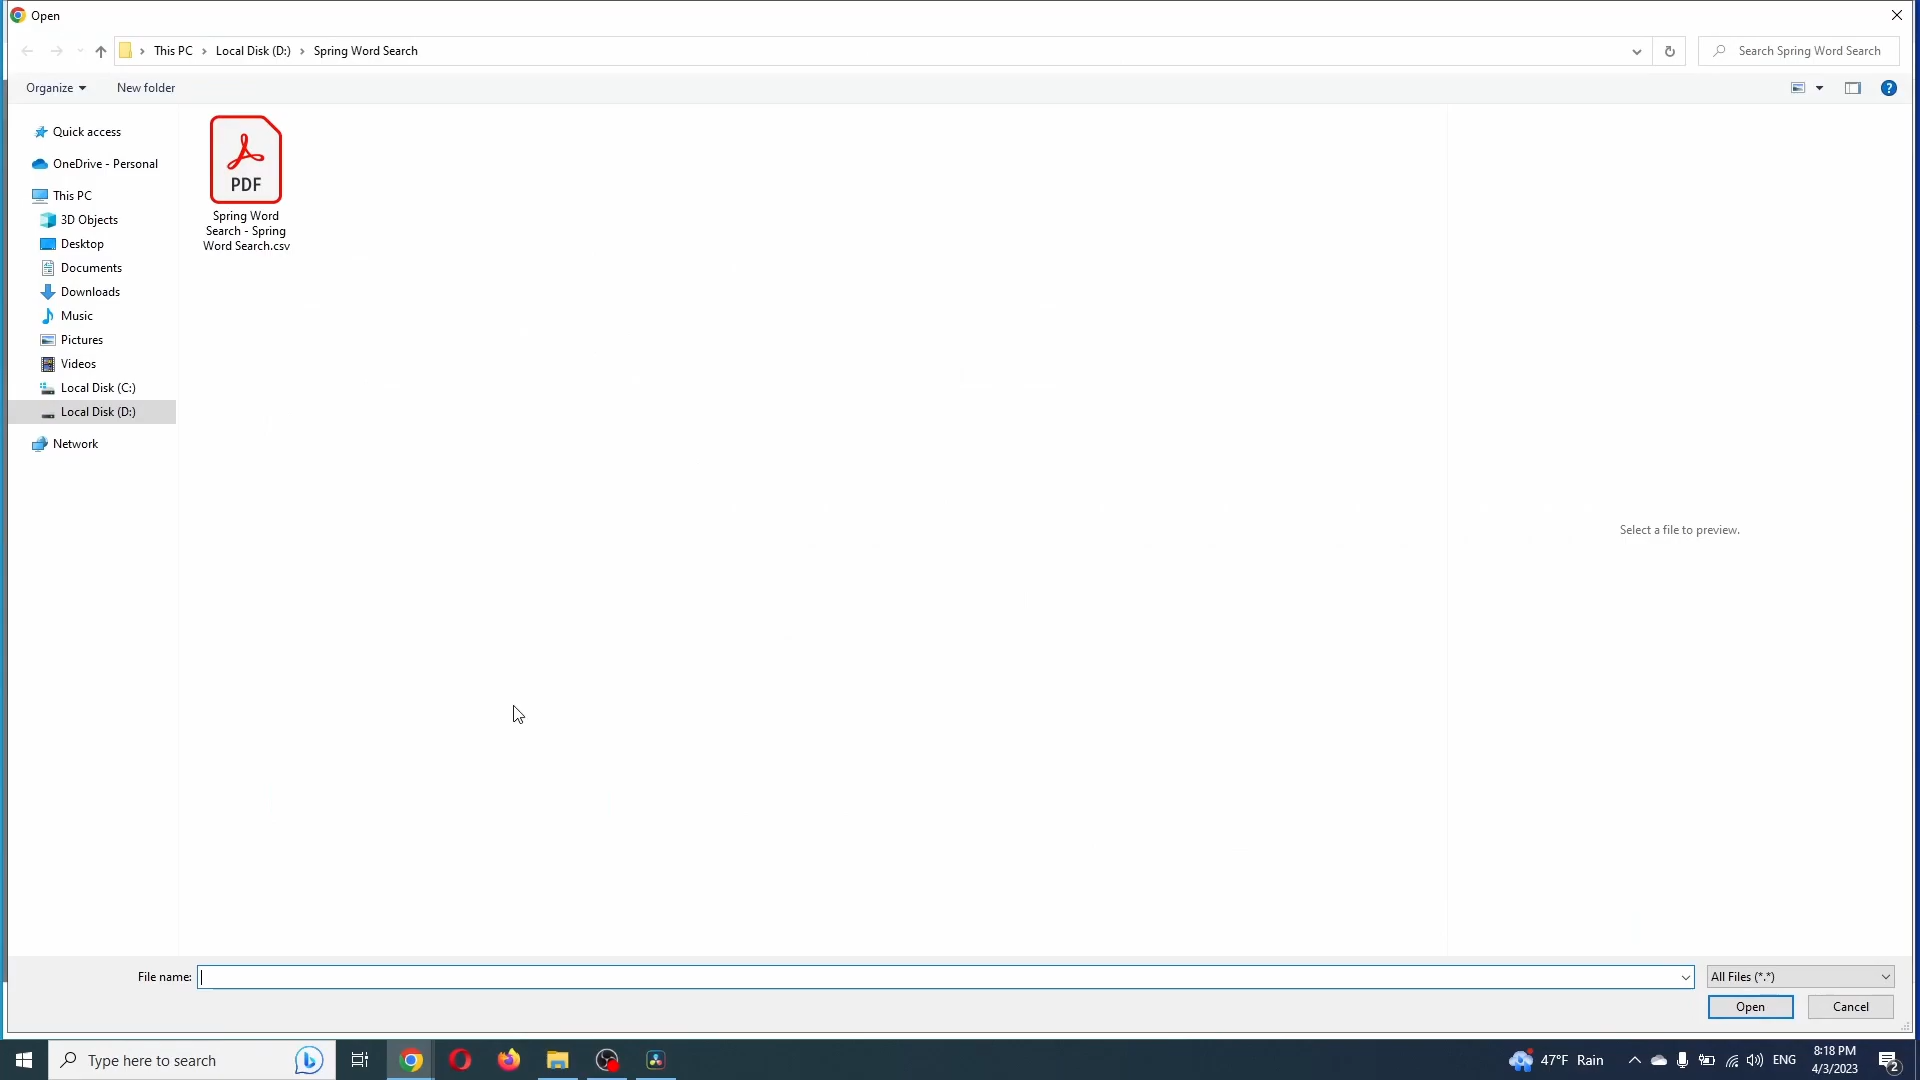 Open
This PC
Local Disk (D:)
Spring Word Search
Search Spring Word Search
Organize
New folder
?
Quick access
OneDrive - Personal
This PC
3D Objects
Desktop
Documents
Downloads
Music
Pictures
Videos
Local Disk (C:)
Local Disk (D:)
Network
PDF
Spring Word
Search - Spring
Word Search.csv
Select a file to preview.
File name:
All Files (*.*)
Open
Cancel
Type here to search
47°F Rain
ENG
8:18 PM
4/3/2023
2